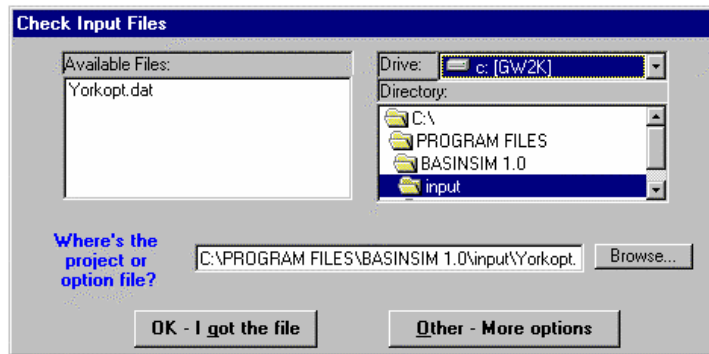 Check Input Files
Available Files:
Yorkopt.dat
Drive:
c: [GW2K]
Directory:
C:\
PROGRAM FILES
BASINSIM 1.0
input
Where's the
project or
option file?
C:\PROGRAM FILES\BASINSIM 1.0\input\Yorkopt.
Browse...
OK - I got the file
Other - More options